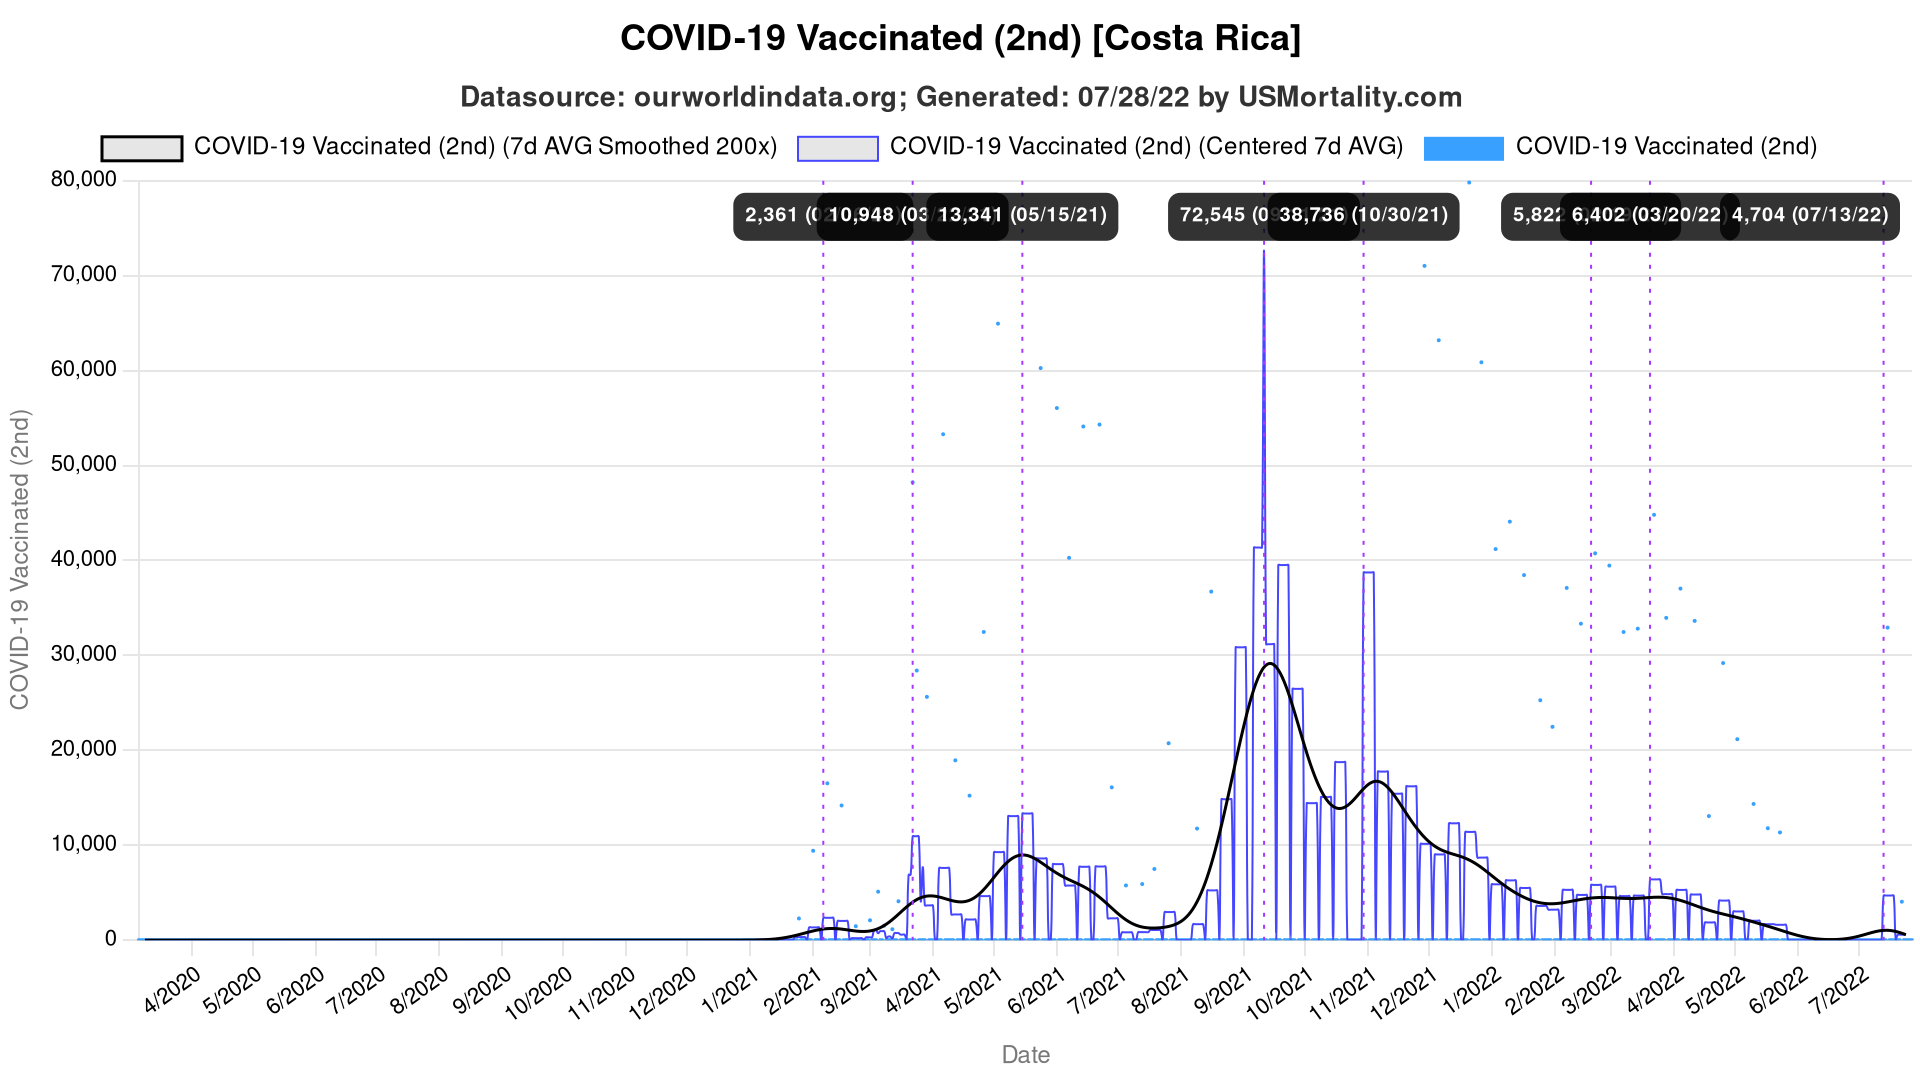 COVID-19 Vaccinated (2nd) [Costa Rica]
Datasource: ourworldindata.org; Generated: 07/28/22 by USMortality.com
COVID-19 Vaccinated (2nd) (7d AVG Smoothed 200x) COVID-19 Vaccinated (2nd) (Centered 7d AVG) COVID-19 Vaccinated (2nd)
2,361 10,948 13,341 (05/15/21) 72,545 38,736 (10/30/21) 5,822 6,402 (03/20/22) 4,704 (07/13/22)
80,000
70,000
60,000
50,000
40,000
30,000
20,000
10,000
0
COVID-19 Vaccinated (2nd)
4/2020 5/2020 6/2020 7/2020 8/2020 9/2020 10/2020 11/2020 12/2020 1/2021 2/2021 3/2021 4/2021 5/2021 6/2021 7/2021 8/2021 9/2021 10/2021 11/2021 12/2021 1/2022 2/2022 3/2022 4/2022 5/2022 6/2022 7/2022
Date